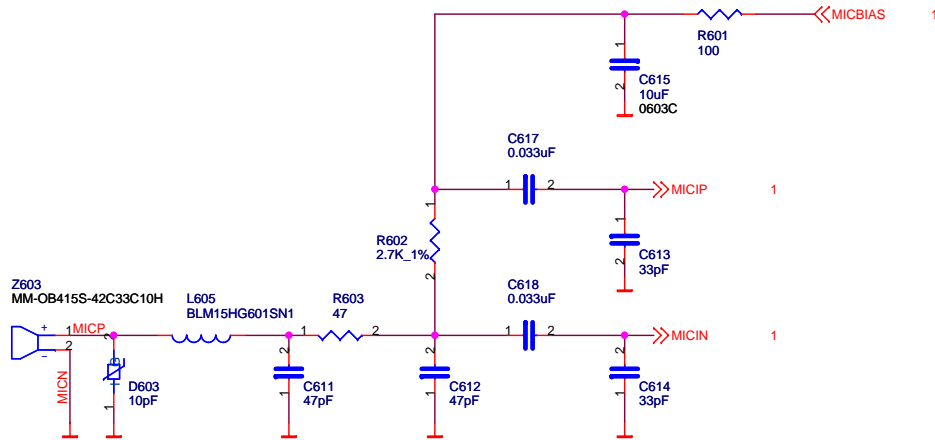 MICBIAS 1
R601
100
1
C615
10uF
0603C
2
C617
0.033uF
1 2
MICIP 1
1
R602
2.7K_1%
2
1
C613
33pF
2
Z603
MM-OB415S-42C33C10H
L605
BLM15HG601SN1
R603
47
C618
0.033uF
+ 1 MICP 2
1 2
1 2
MICIN 1
- 2
MICN
D603
10pF
1
2
C611
47pF
1
2
C612
47pF
1
2
C614
33pF
1